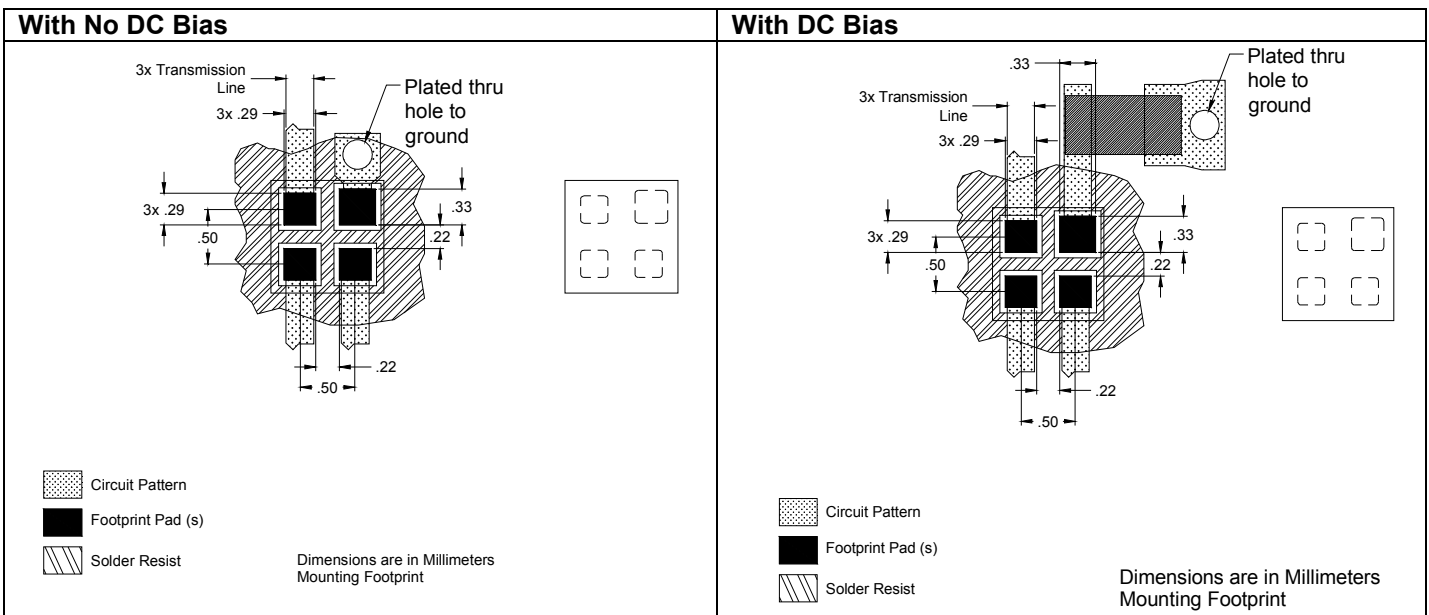 With No DC Bias
3x Transmission
Line
3x .29
Plated thru
hole to
ground
3x .29
.50
.33
.22
.22
.50
Circuit Pattern
Footprint Pad (s)
Solder Resist
Dimensions are in Millimeters
Mounting Footprint
With DC Bias
.33
Plated thru
hole to
ground
3x Transmission
Line
3x .29
3x .29
.50
.33
.22
.22
.50
Circuit Pattern
Footprint Pad (s)
Solder Resist
Dimensions are in Millimeters
Mounting Footprint